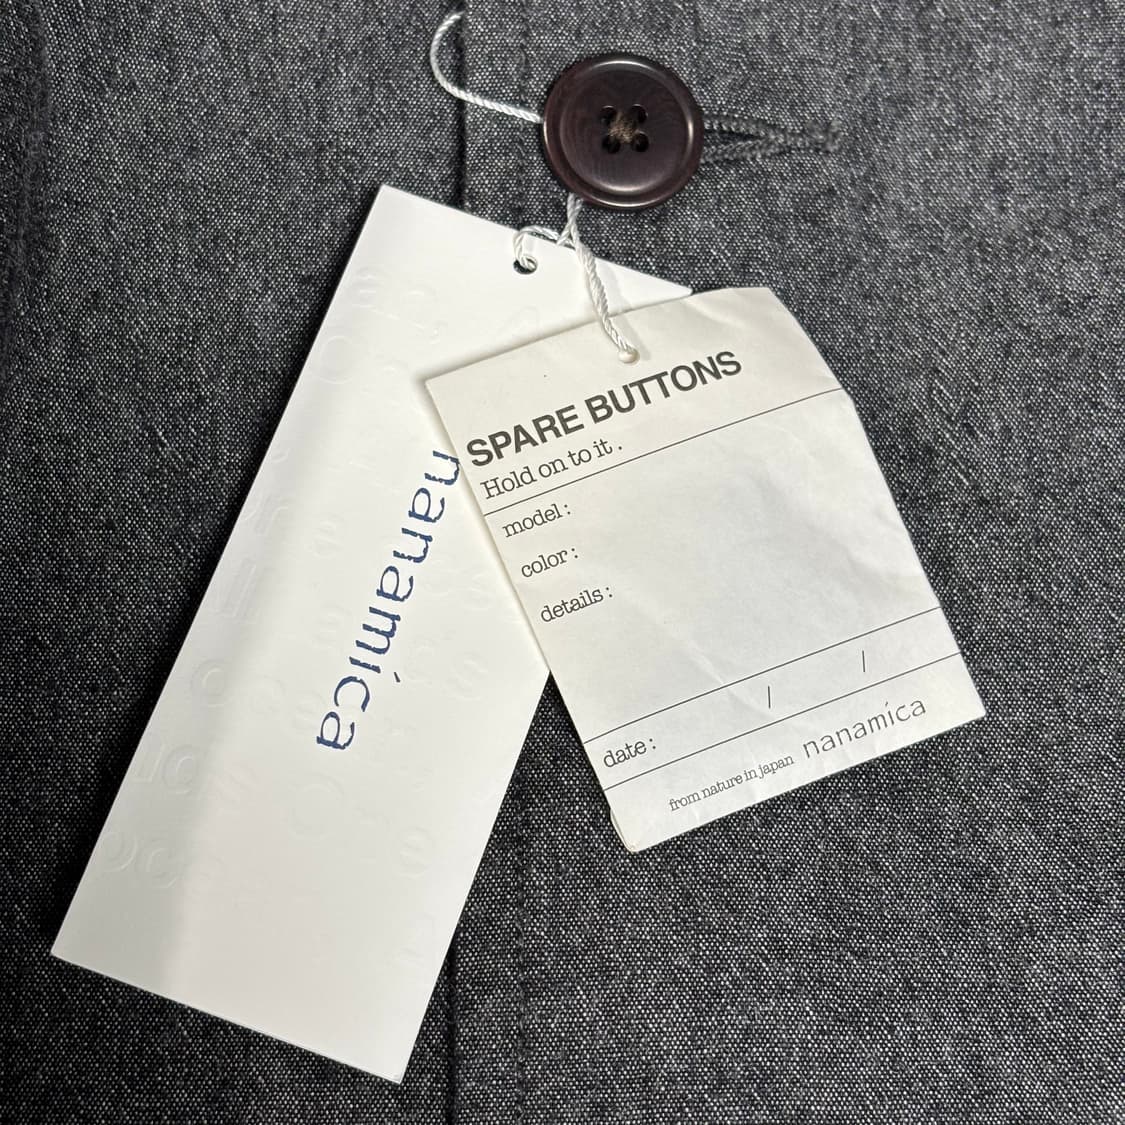 nanamica
SPARE BUTTONS
Hold on to it .
model :
color :
details :
/ /
date :
from nature in japan nanamica